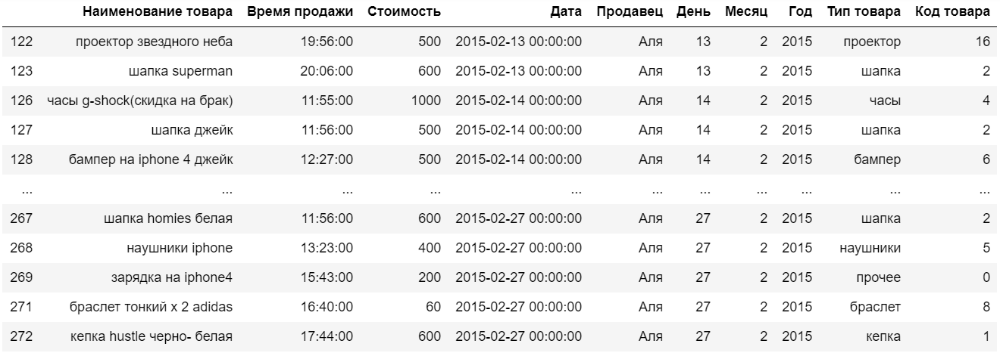 Наименование товара Время продажи Стоимость Дата Продавец День Месяц Год Тип товара Код товара
122 проектор звездного неба 19:56:00 500 2015-02-13 00:00:00 Аля 13 2 2015 проектор 16
123 шапка superman 20:06:00 600 2015-02-13 00:00:00 Аля 13 2 2015 шапка 2
126 часы g-shock(скидка на брак) 11:55:00 1000 2015-02-14 00:00:00 Аля 14 2 2015 часы 4
127 шапка джейк 11:56:00 500 2015-02-14 00:00:00 Аля 14 2 2015 шапка 2
128 бампер на iphone 4 джейк 12:27:00 500 2015-02-14 00:00:00 Аля 14 2 2015 бампер 6
... ... ... ... ... ... ... ... ... ... ...
267 шапка homies белая 11:56:00 600 2015-02-27 00:00:00 Аля 27 2 2015 шапка 2
268 наушники iphone 13:23:00 400 2015-02-27 00:00:00 Аля 27 2 2015 наушники 5
269 зарядка на iphone4 15:43:00 200 2015-02-27 00:00:00 Аля 27 2 2015 прочее 0
271 браслет тонкий х 2 adidas 16:40:00 60 2015-02-27 00:00:00 Аля 27 2 2015 браслет 8
272 кепка hustle черно- белая 17:44:00 600 2015-02-27 00:00:00 Аля 27 2 2015 кепка 1